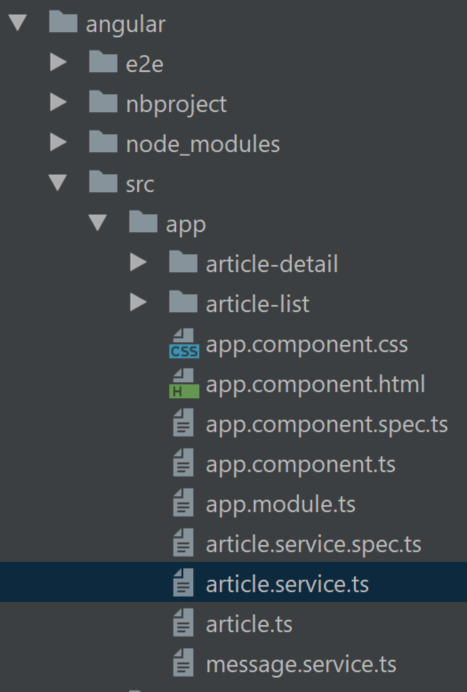 angular
e2e
nbproject
node_modules
src
app
article-detail
article-list
CSS app.component.css
H app.component.html
app.component.spec.ts
app.component.ts
app.module.ts
article.service.spec.ts
article.service.ts
article.ts
message.service.ts